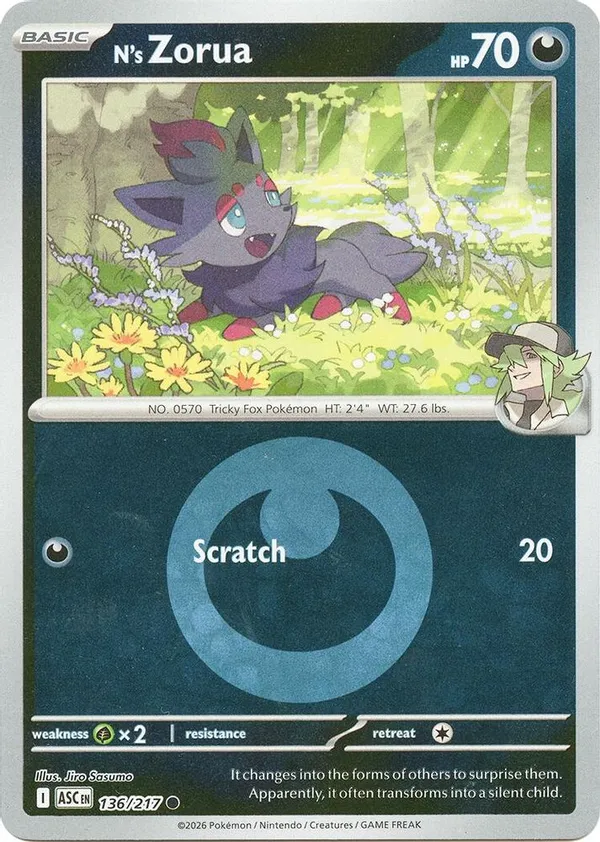 BASIC
N's Zorua
HP 70
NO. 0570 Tricky Fox Pokémon HT: 2'4" WT: 27.6 lbs.
Scratch 20
weakness ×2 resistance retreat
Illus. Jiro Sasumo
It changes into the forms of others to surprise them.
Apparently, it often transforms into a silent child.
I ASC EN 136/217
©2026 Pokémon / Nintendo / Creatures / GAME FREAK